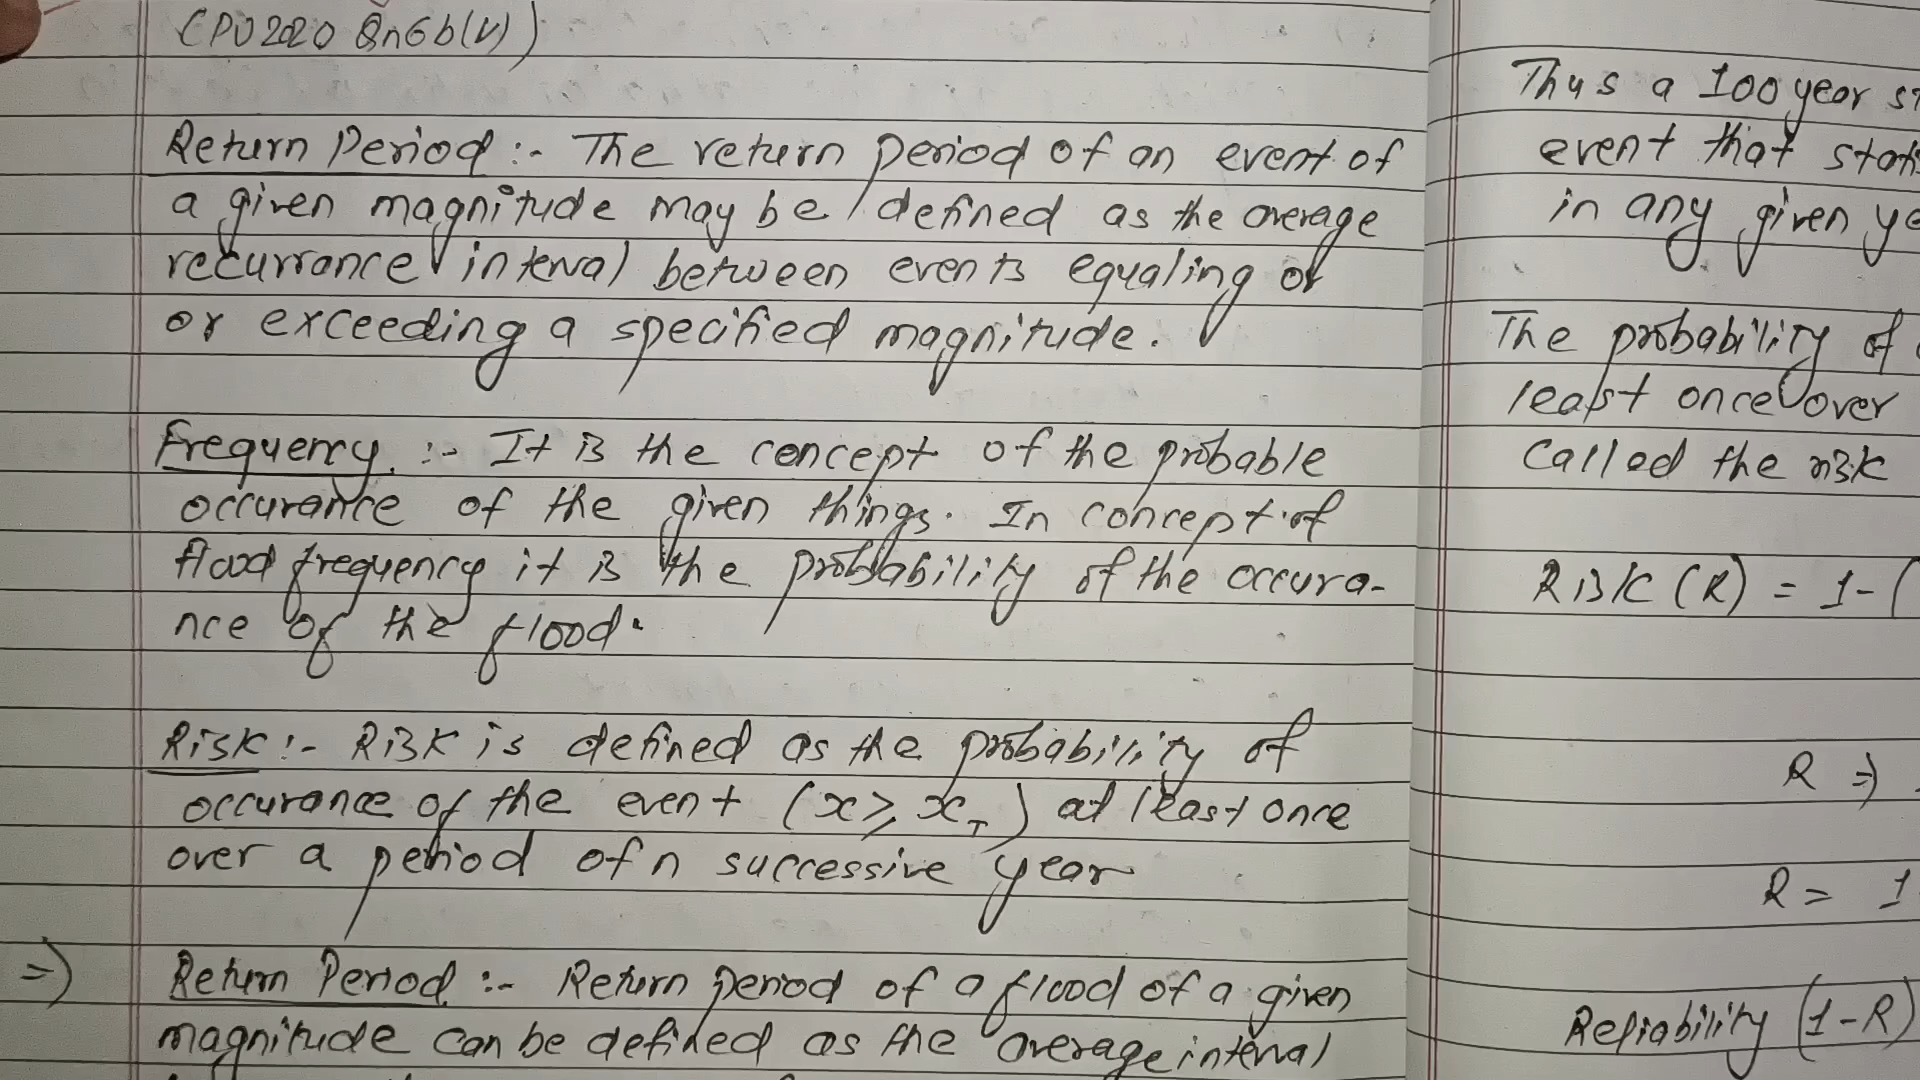 (PU 2020 Qn6b(V))
Return Period :- The return period of an event of
a given magnitude may be defined as the average
recurrance interval between events equaling or
or exceeding a specified magnitude.
Frequency :- It is the concept of the probable
occurance of the given things. In concept of
flood frequency it is the probability of the occura-
nce of the flood.
Risk :- Risk is defined as the probability of
occurance of the event (x ≥ x_T) at least once
over a period of n successive year
=) Return Period :- Return period of a flood of a given
magnitude can be defined as the average interval
Thus a 100 year
event that
in any given
The probability of
least once over
Called the risk
Risk (R) = 1-(
R =)
R = 1
Reliability (1-R)